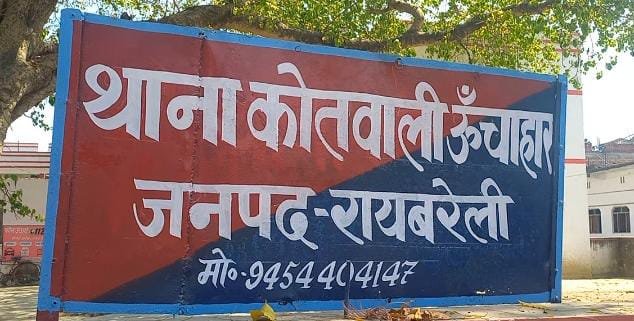 थाना कोतवाली ऊँचाहार
जनपद-रायबरेली
मो०:-9454404147